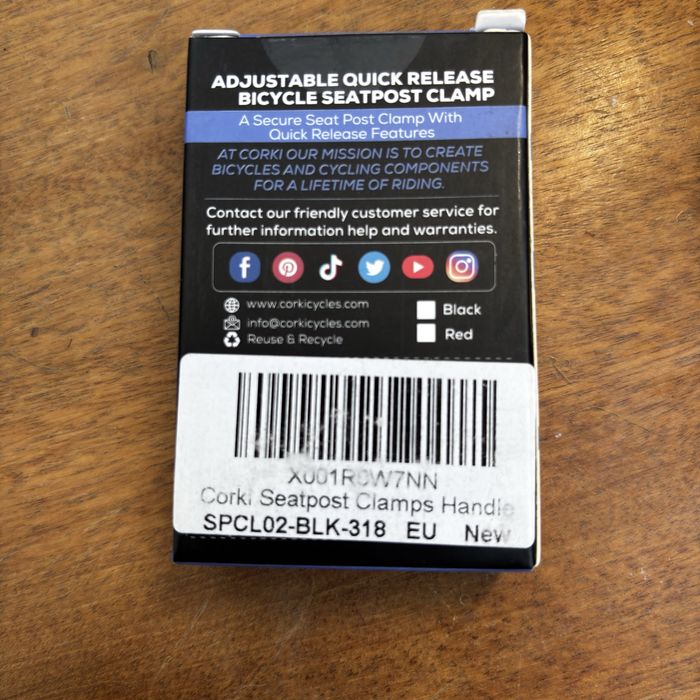 ADJUSTABLE QUICK RELEASE
BICYCLE SEATPOST CLAMP
A Secure Seat Post Clamp With
Quick Release Features
AT CORKI OUR MISSION IS TO CREATE
BICYCLES AND CYCLING COMPONENTS
FOR A LIFETIME OF RIDING.
Contact our friendly customer service for
further information help and warranties.
www.corkicycles.com
info@corkicycles.com
Reuse & Recycle
Black
Red
Corki Seatpost Clamps Handle
SPCL02-BLK-318 EU New